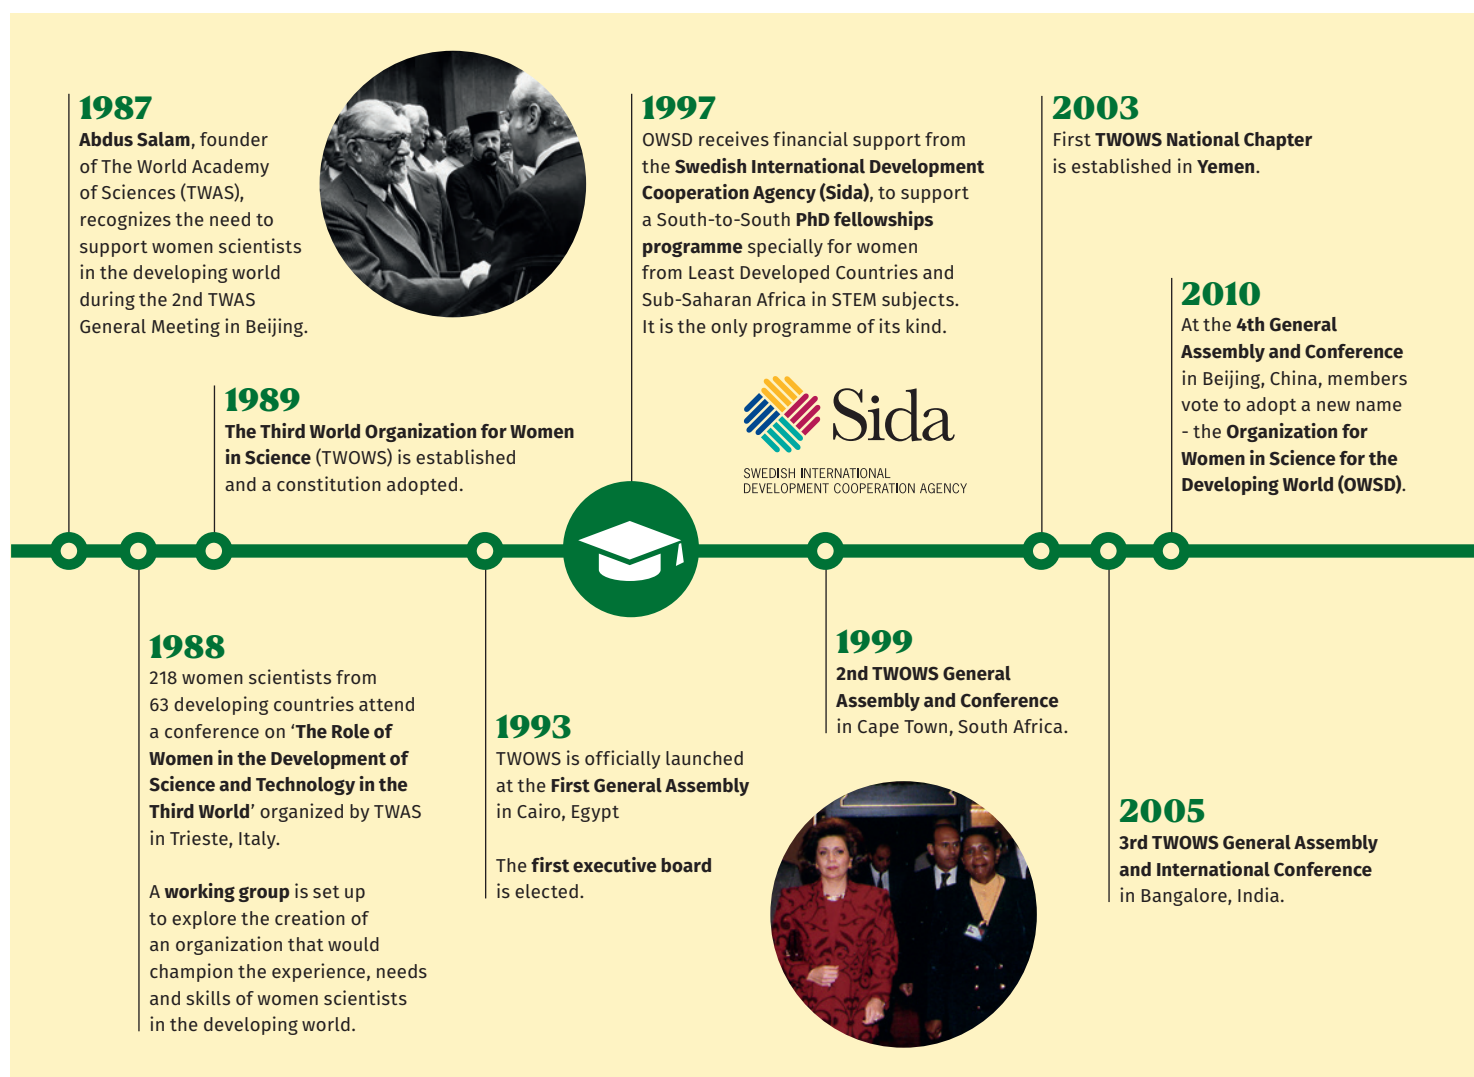 1987
Abdus Salam, founder
of The World Academy
of Sciences (TWAS),
recognizes the need to
support women scientists
in the developing world
during the 2nd TWAS
General Meeting in Beijing.
1988
218 women scientists from
63 developing countries attend
a conference on ‘The Role of
Women in the Development of
Science and Technology in the
Third World’ organized by TWAS
in Trieste, Italy.
A working group is set up
to explore the creation of
an organization that would
champion the experience, needs
and skills of women scientists
in the developing world.
1989
The Third World Organization for Women
in Science (TWOWS) is established
and a constitution adopted.
1993
TWOWS is officially launched
at the First General Assembly
in Cairo, Egypt
The first executive board
is elected.
1997
OWSD receives financial support from
the Swedish International Development
Cooperation Agency (Sida), to support
a South-to-South PhD fellowships
programme specially for women
from Least Developed Countries and
Sub-Saharan Africa in STEM subjects.
It is the only programme of its kind.
Sida
SWEDISH INTERNATIONAL
DEVELOPMENT COOPERATION AGENCY
1999
2nd TWOWS General
Assembly and Conference
in Cape Town, South Africa.
2003
First TWOWS National Chapter
is established in Yemen.
2005
3rd TWOWS General Assembly
and International Conference
in Bangalore, India.
2010
At the 4th General
Assembly and Conference
in Beijing, China, members
vote to adopt a new name
- the Organization for
Women in Science for the
Developing World (OWSD).